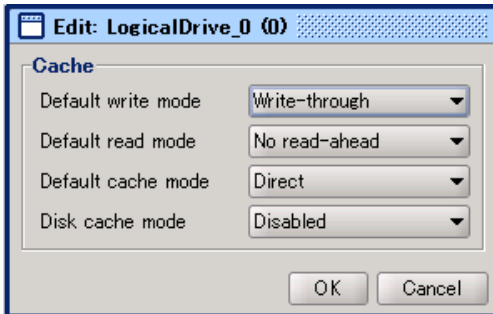 Edit: LogicalDrive_0 (0)
Cache
Default write mode Write-through
Default read mode No read-ahead
Default cache mode Direct
Disk cache mode Disabled
OK Cancel